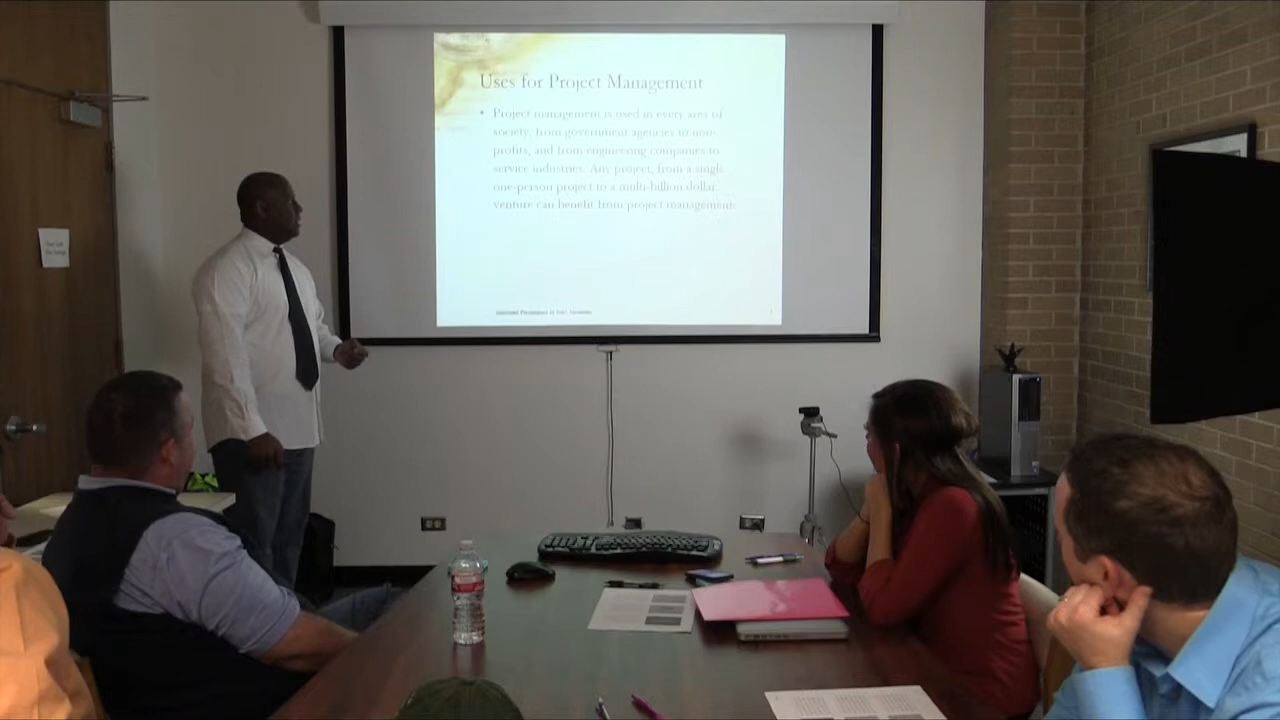 Uses for Project Management
• Project management is used in every area of
society, from government agencies to non-
profits, and from engineering companies to
service industries. Any project, from a single
one-person project to a multi-billion dollar
venture can benefit from project management.